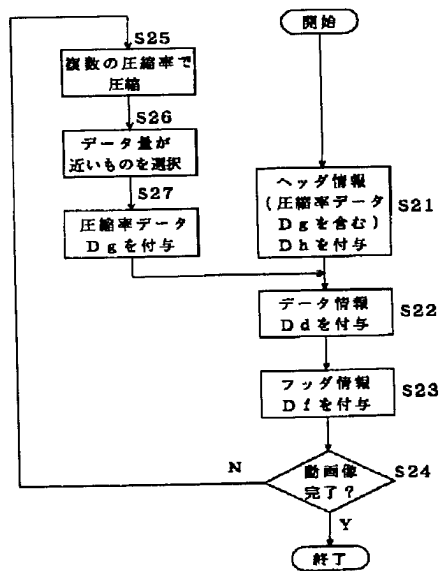 S25
複数の圧縮率で
圧縮
S26
データ量が
近いものを選択
S27
圧縮率データ
Dgを付与
開始
ヘッダ情報
(圧縮率データ
Dgを含む)
Dhを付与
S21
データ情報
Ddを付与
S22
フッダ情報
Dfを付与
S23
動画像
完了?
S24
N
Y
終了